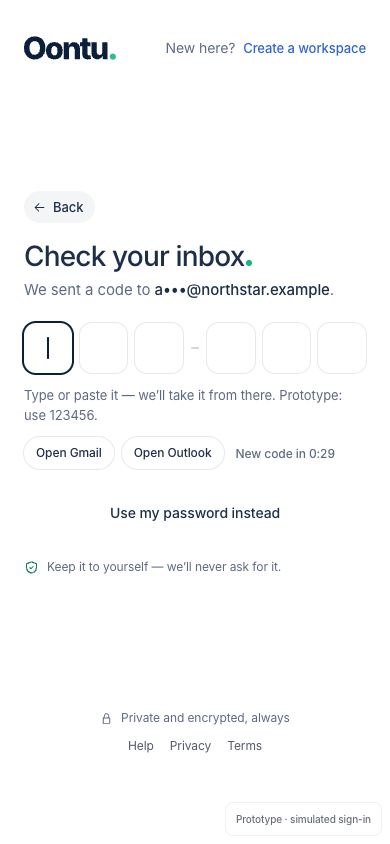 Oontu.
New here? Create a workspace
← Back
Check your inbox.
We sent a code to a•••@northstar.example.
–
Type or paste it — we’ll take it from there. Prototype:
use 123456.
Open Gmail Open Outlook New code in 0:29
Use my password instead
Keep it to yourself — we’ll never ask for it.
Private and encrypted, always
Help Privacy Terms
Prototype · simulated sign-in